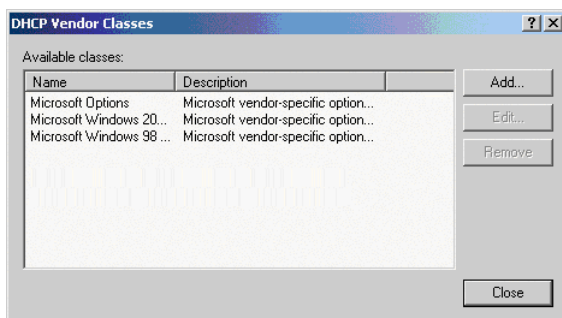 DHCP Vendor Classes
Available classes:
Name Description
Microsoft Options Microsoft vendor-specific option...
Microsoft Windows 20... Microsoft vendor-specific option...
Microsoft Windows 98 ... Microsoft vendor-specific option...
Add...
Edit...
Remove
Close